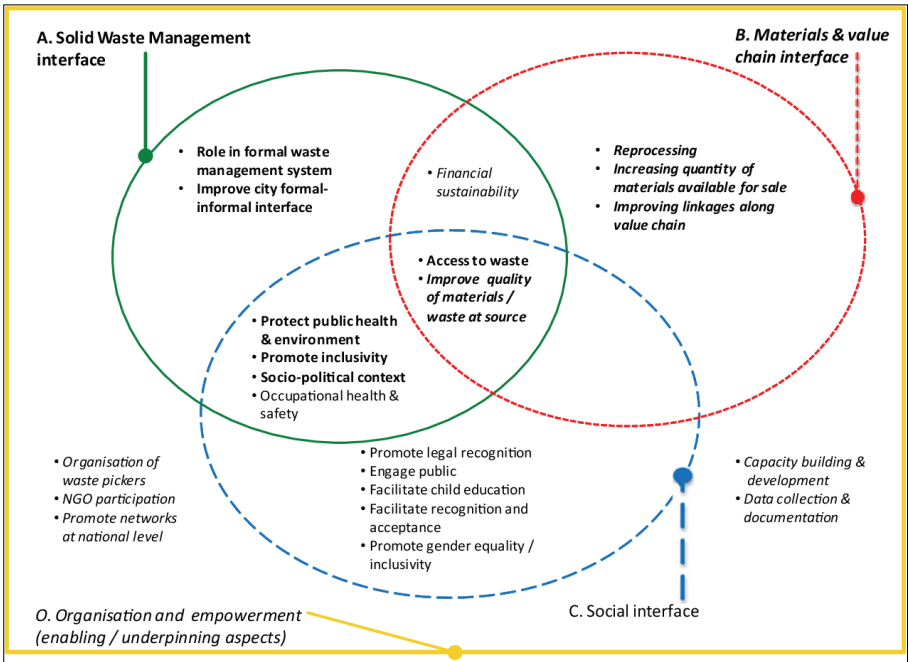 A. Solid Waste Management
interface
B. Materials & value
chain interface
• Role in formal waste
management system
• Improve city formal-
informal interface
• Financial
sustainability
• Reprocessing
• Increasing quantity of
materials available for sale
• Improving linkages along
value chain
• Access to waste
• Improve quality
of materials /
waste at source
• Protect public health
& environment
• Promote inclusivity
• Socio-political context
• Occupational health &
safety
• Organisation of
waste pickers
• NGO participation
• Promote networks
at national level
• Promote legal recognition
• Engage public
• Facilitate child education
• Facilitate recognition and
acceptance
• Promote gender equality /
inclusivity
• Capacity building &
development
• Data collection &
documentation
C. Social interface
O. Organisation and empowerment
(enabling / underpinning aspects)